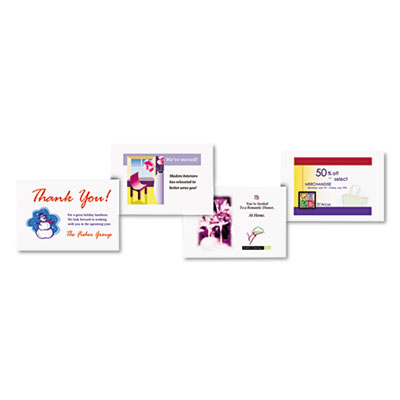 Thank You!
For a great holiday business
We look forward to working
with you in the upcoming year.
The Fisher Group
We've moved!
Modern Interiors
has relocated to
better serve you!
You're Invited
To a Romantic Dinner,
At Home.
50% off
select
MERCHANDISE
D'Arcus